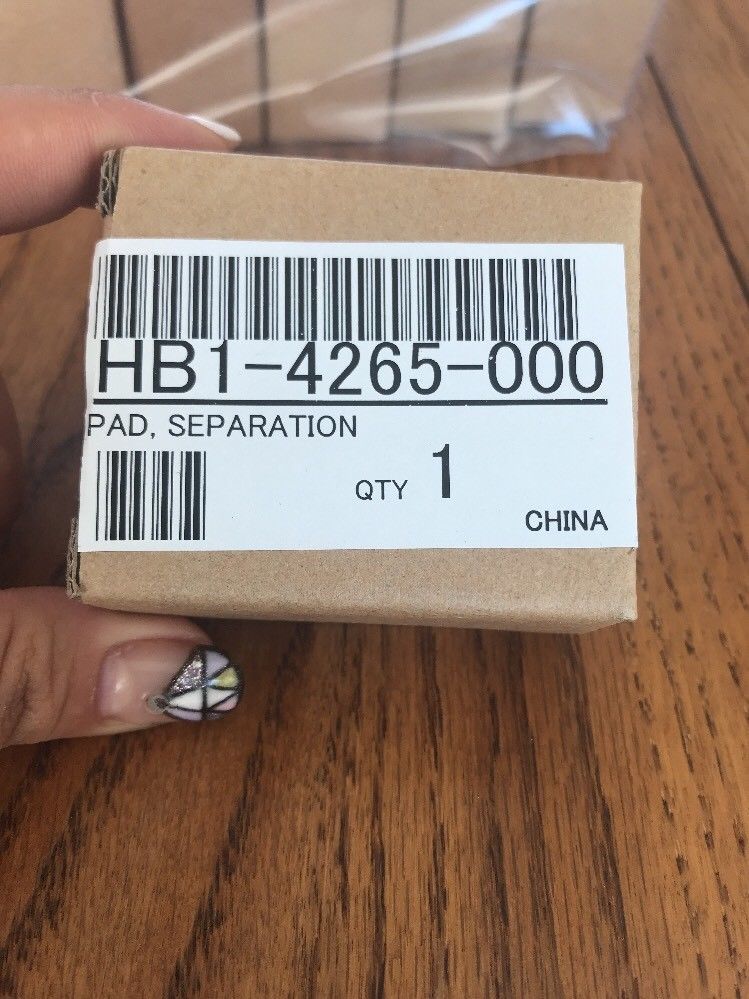 HB1-4265-000
PAD, SEPARATION
QTY 1
CHINA